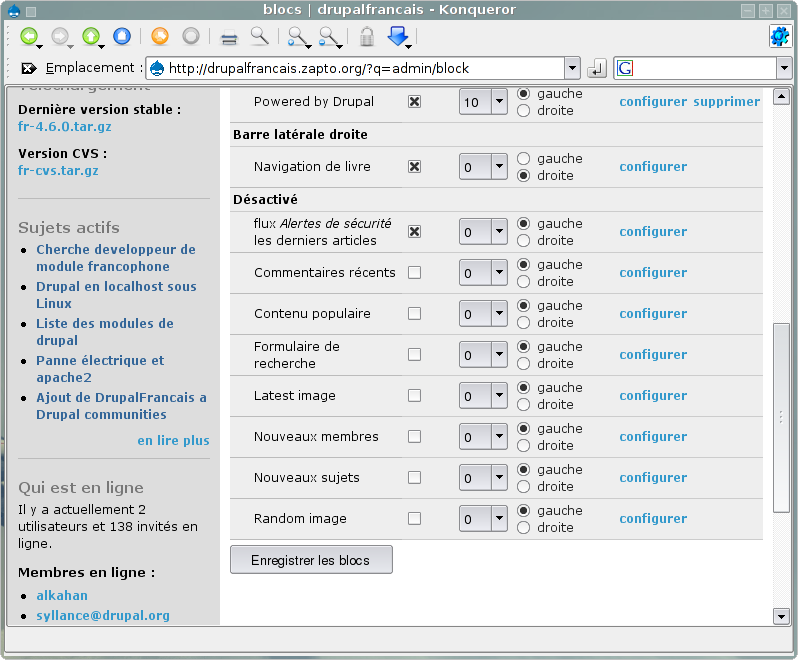 blocs | drupalfrancais - Konqueror
Emplacement : http://drupalfrancais.zapto.org/?q=admin/block
G
Téléchargement
Dernière version stable :
fr-4.6.0.tar.gz
Version CVS :
fr-cvs.tar.gz
Sujets actifs
Cherche developpeur de
module francophone
Drupal en localhost sous
Linux
Liste des modules de
drupal
Panne électrique et
apache2
Ajout de DrupalFrancais a
Drupal communities
en lire plus
Qui est en ligne
Il y a actuellement 2
utilisateurs et 138 invités en
ligne.
Membres en ligne :
alkahan
syllance@drupal.org
Powered by Drupal 10 gauche droite configurer supprimer
Barre latérale droite
Navigation de livre 0 gauche droite configurer
Désactivé
flux Alertes de sécurité
les derniers articles 0 gauche droite configurer
Commentaires récents 0 gauche droite configurer
Contenu populaire 0 gauche droite configurer
Formulaire de
recherche 0 gauche droite configurer
Latest image 0 gauche droite configurer
Nouveaux membres 0 gauche droite configurer
Nouveaux sujets 0 gauche droite configurer
Random image 0 gauche droite configurer
Enregistrer les blocs